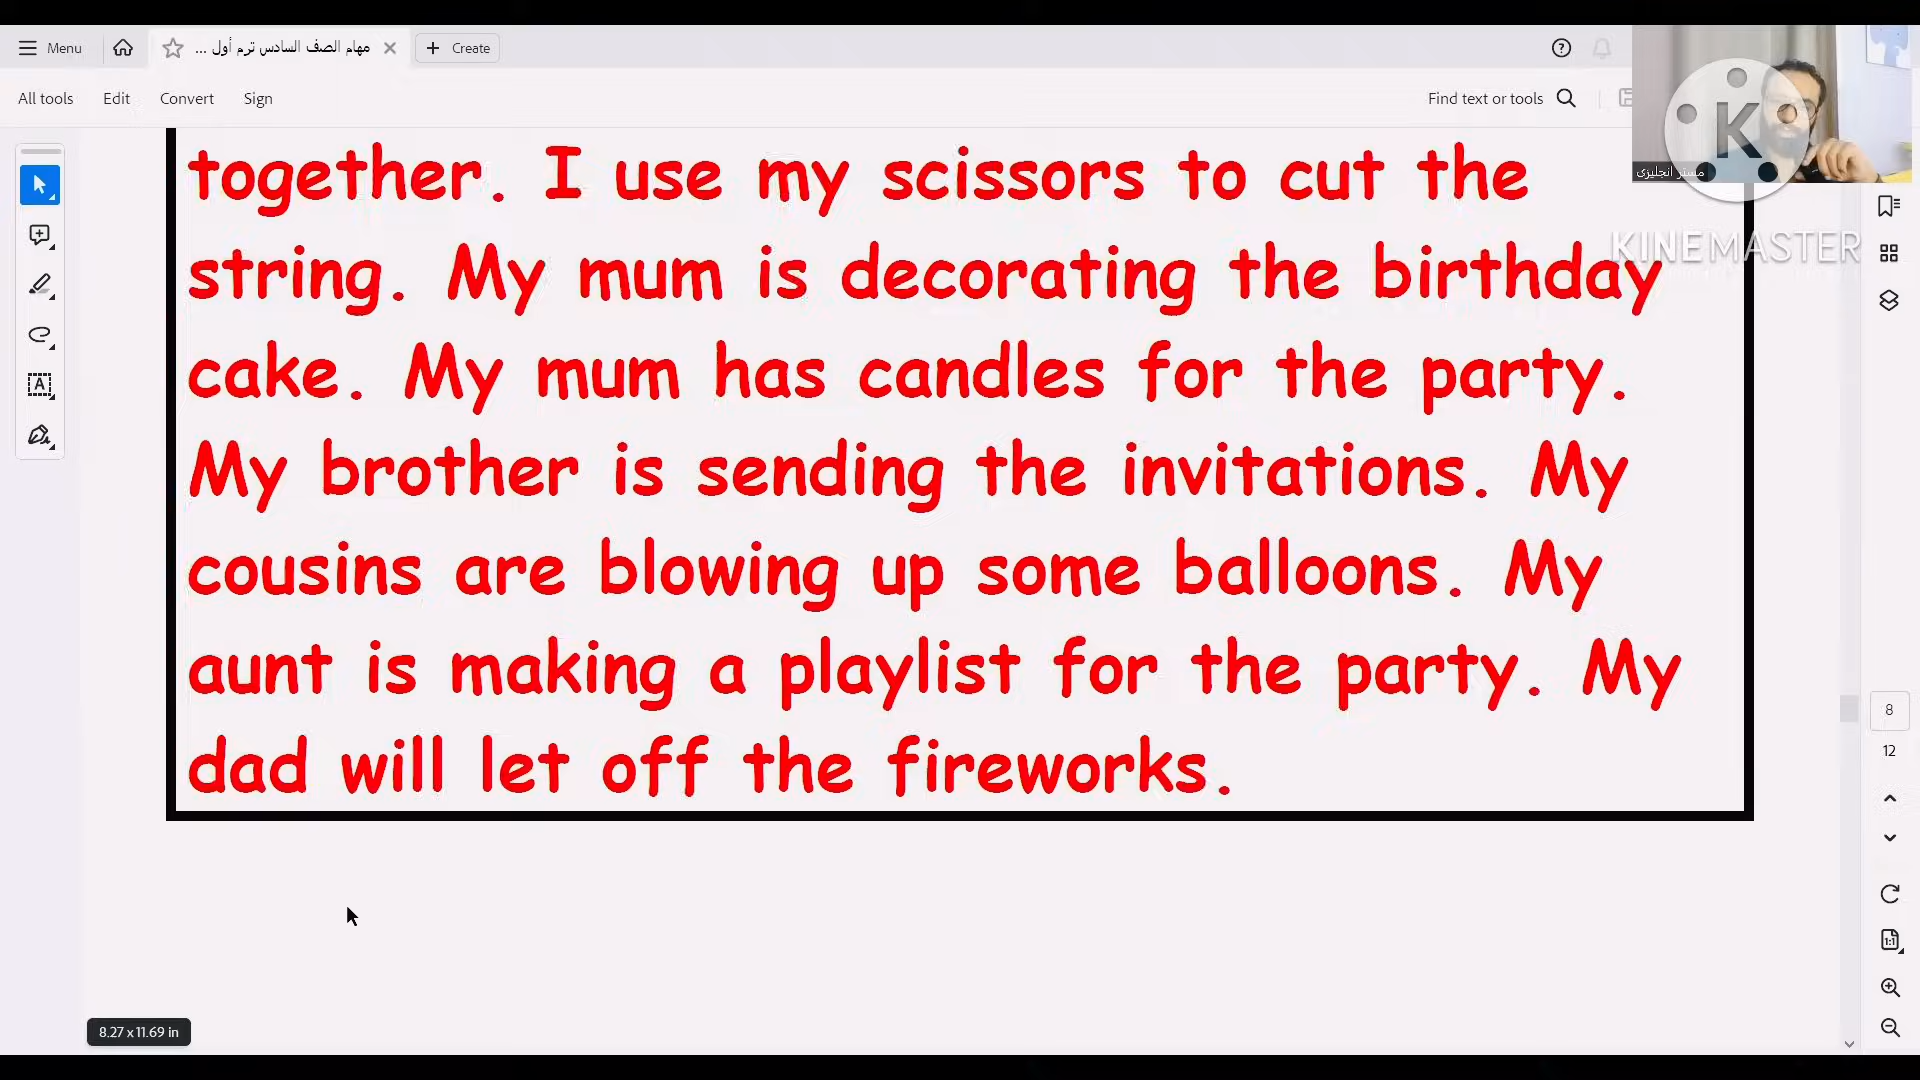 Menu
مهام الصف السادس ترم أول ...
Create
All tools
Edit
Convert
Sign
Find text or tools
مستر انجليزى
K
KINEMASTER
together. I use my scissors to cut the
string. My mum is decorating the birthday
cake. My mum has candles for the party.
My brother is sending the invitations. My
cousins are blowing up some balloons. My
aunt is making a playlist for the party. My
dad will let off the fireworks.
8
12
8.27 x 11.69 in